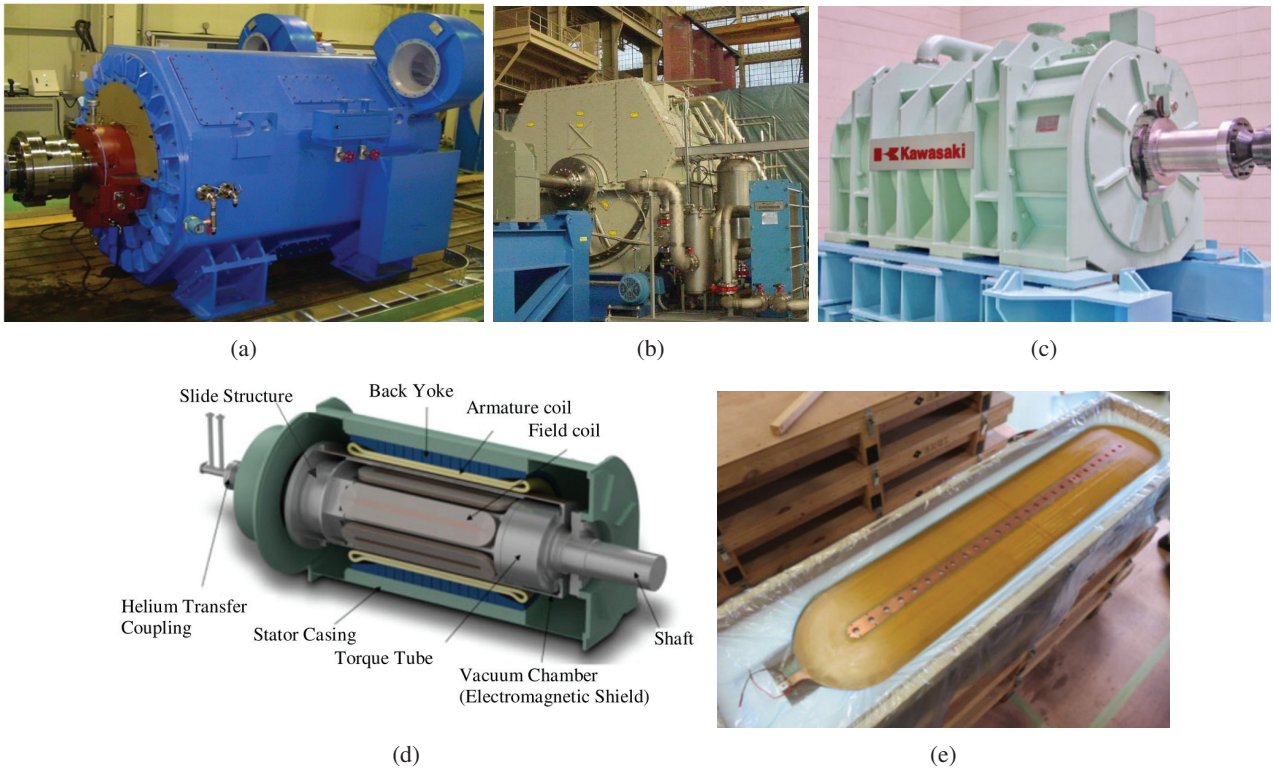 Kawasaki
(a)
(b)
(c)
Slide Structure
Back Yoke
Armature coil
Field coil
Helium Transfer
Coupling
Stator Casing
Torque Tube
Shaft
Vacuum Chamber
(Electromagnetic Shield)
(d)
(e)